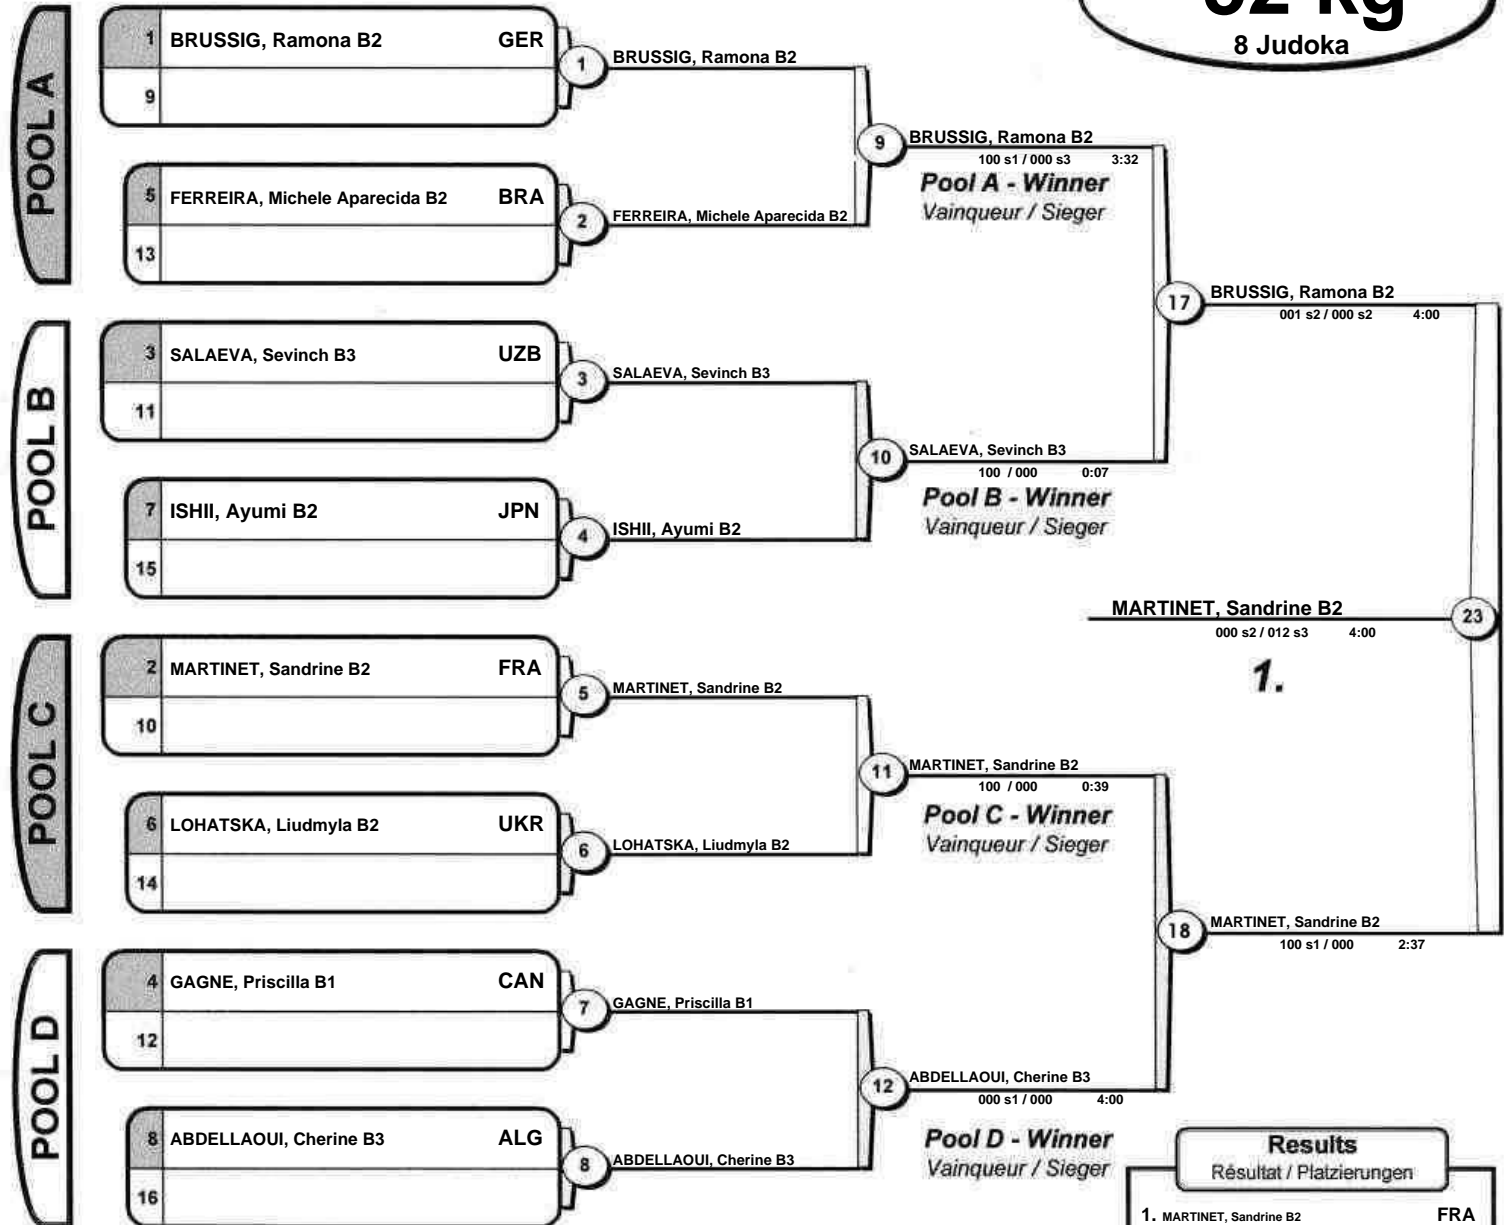 kg
8 Judoka
POOL A
1 BRUSSIG, Ramona B2 GER
9
1 BRUSSIG, Ramona B2
5 FERREIRA, Michele Aparecida B2 BRA
13
2 FERREIRA, Michele Aparecida B2
9 BRUSSIG, Ramona B2
100 s1 / 000 s3 3:32
Pool A - Winner
Vainqueur / Sieger
POOL B
3 SALAEVA, Sevinch B3 UZB
11
3 SALAEVA, Sevinch B3
7 ISHII, Ayumi B2 JPN
15
4 ISHII, Ayumi B2
10 SALAEVA, Sevinch B3
100 / 000 0:07
Pool B - Winner
Vainqueur / Sieger
17 BRUSSIG, Ramona B2
001 s2 / 000 s2 4:00
MARTINET, Sandrine B2 23
000 s2 / 012 s3 4:00
1.
POOL C
2 MARTINET, Sandrine B2 FRA
10
5 MARTINET, Sandrine B2
6 LOHATSKA, Liudmyla B2 UKR
14
6 LOHATSKA, Liudmyla B2
11 MARTINET, Sandrine B2
100 / 000 0:39
Pool C - Winner
Vainqueur / Sieger
18 MARTINET, Sandrine B2
100 s1 / 000 2:37
POOL D
4 GAGNE, Priscilla B1 CAN
12
7 GAGNE, Priscilla B1
8 ABDELLAOUI, Cherine B3 ALG
16
8 ABDELLAOUI, Cherine B3
12 ABDELLAOUI, Cherine B3
000 s1 / 000 4:00
Pool D - Winner
Vainqueur / Sieger
Results
Résultat / Platzierungen
1. MARTINET, Sandrine B2 FRA